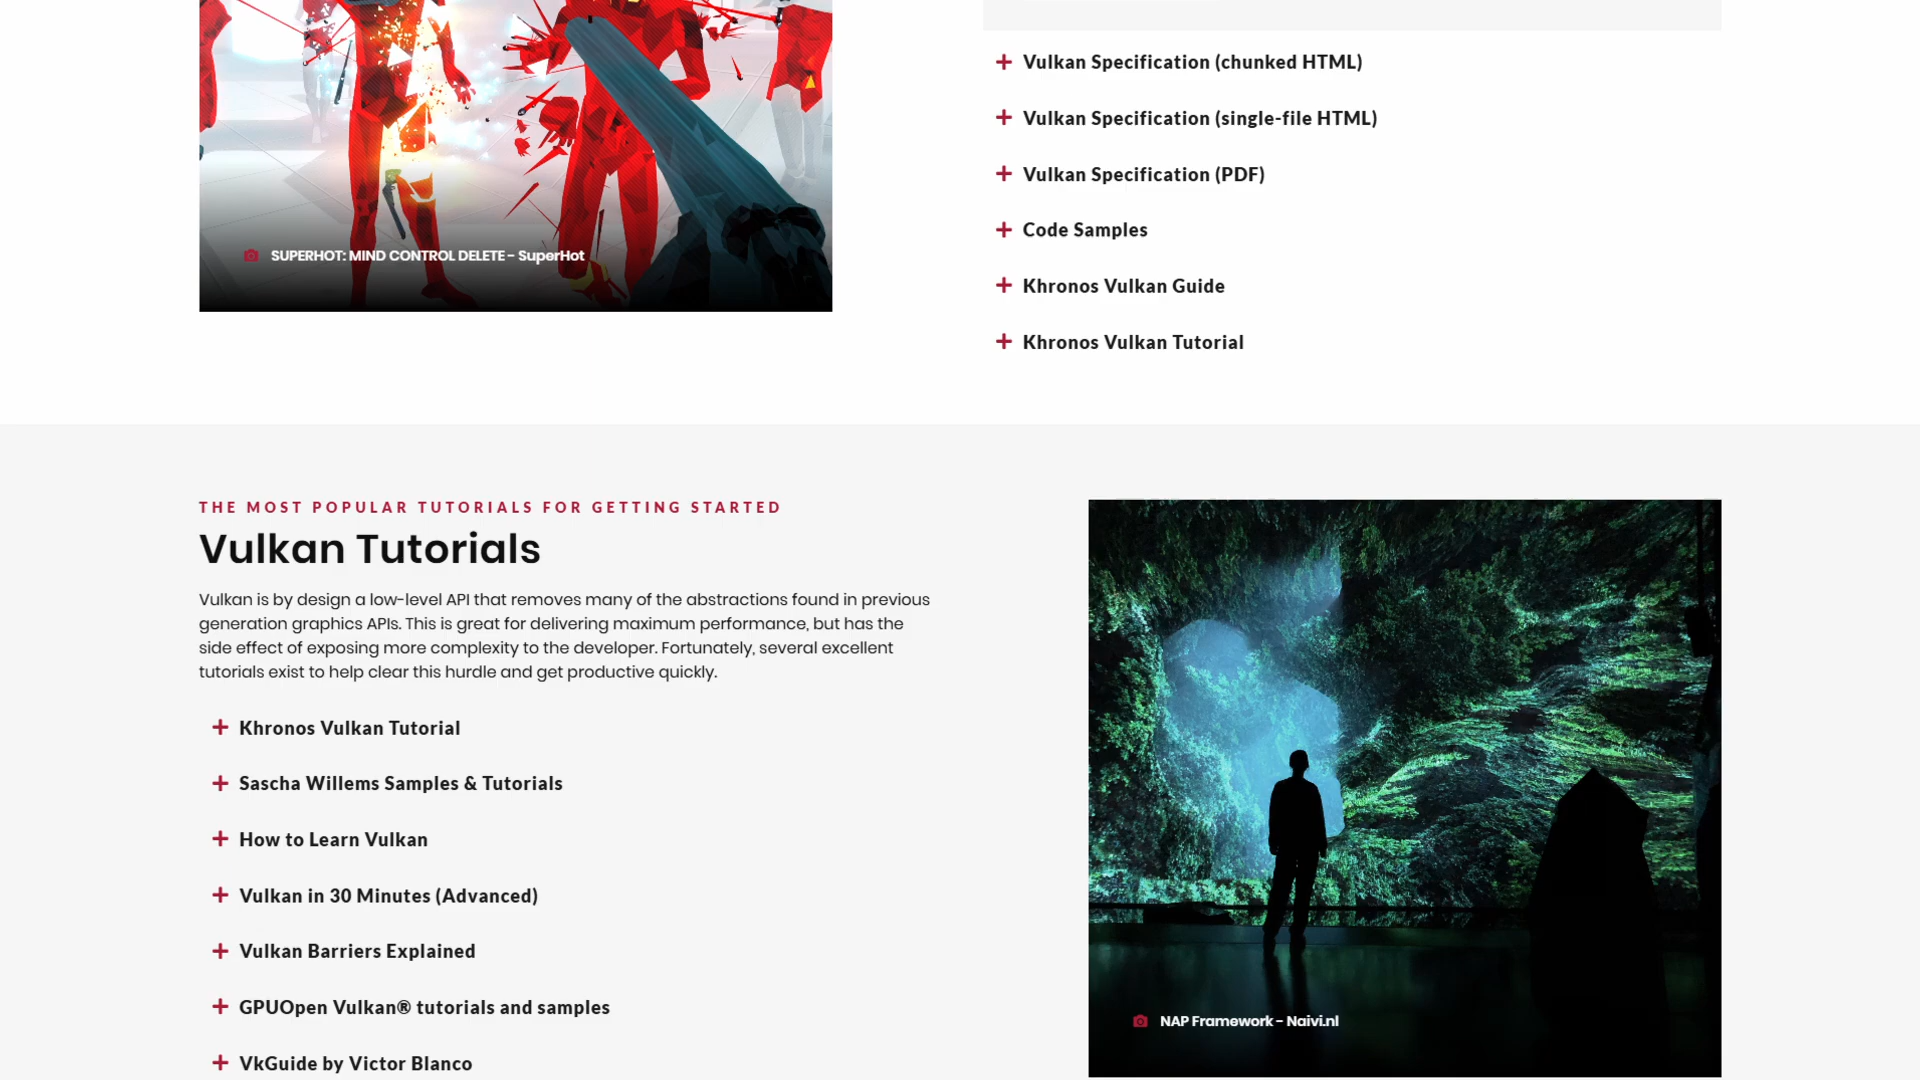 SUPERHOT: MIND CONTROL DELETE - SuperHot
Vulkan Specification (chunked HTML)
Vulkan Specification (single-file HTML)
Vulkan Specification (PDF)
Code Samples
Khronos Vulkan Guide
Khronos Vulkan Tutorial
THE MOST POPULAR TUTORIALS FOR GETTING STARTED
Vulkan Tutorials
Vulkan is by design a low-level API that removes many of the abstractions found in previous
generation graphics APIs. This is great for delivering maximum performance, but has the
side effect of exposing more complexity to the developer. Fortunately, several excellent
tutorials exist to help clear this hurdle and get productive quickly.
Khronos Vulkan Tutorial
Sascha Willems Samples & Tutorials
How to Learn Vulkan
Vulkan in 30 Minutes (Advanced)
Vulkan Barriers Explained
GPUOpen Vulkan® tutorials and samples
VkGuide by Victor Blanco
NAP Framework - Naivi.nl